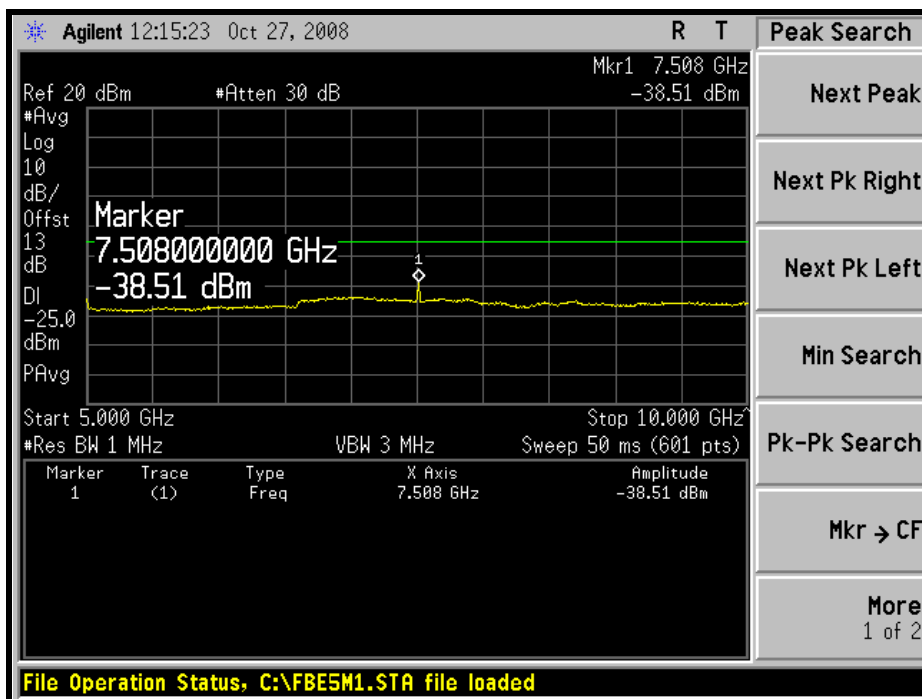 Agilent 12:15:23 Oct 27, 2008 R T
Peak Search
Mkr1 7.508 GHz
Ref 20 dBm #Atten 30 dB -38.51 dBm
#Avg
Log
10
dB/
Offst
13
dB
DI
-25.0
dBm
PAvg
Marker
7.508000000 GHz
-38.51 dBm
1
Start 5.000 GHz Stop 10.000 GHz^
#Res BW 1 MHz VBW 3 MHz Sweep 50 ms (601 pts)
Marker Trace Type X Axis Amplitude
1 (1) Freq 7.508 GHz -38.51 dBm
Next Peak
Next Pk Right
Next Pk Left
Min Search
Pk-Pk Search
Mkr → CF
More
1 of 2
File Operation Status, C:\FBE5M1.STA file loaded